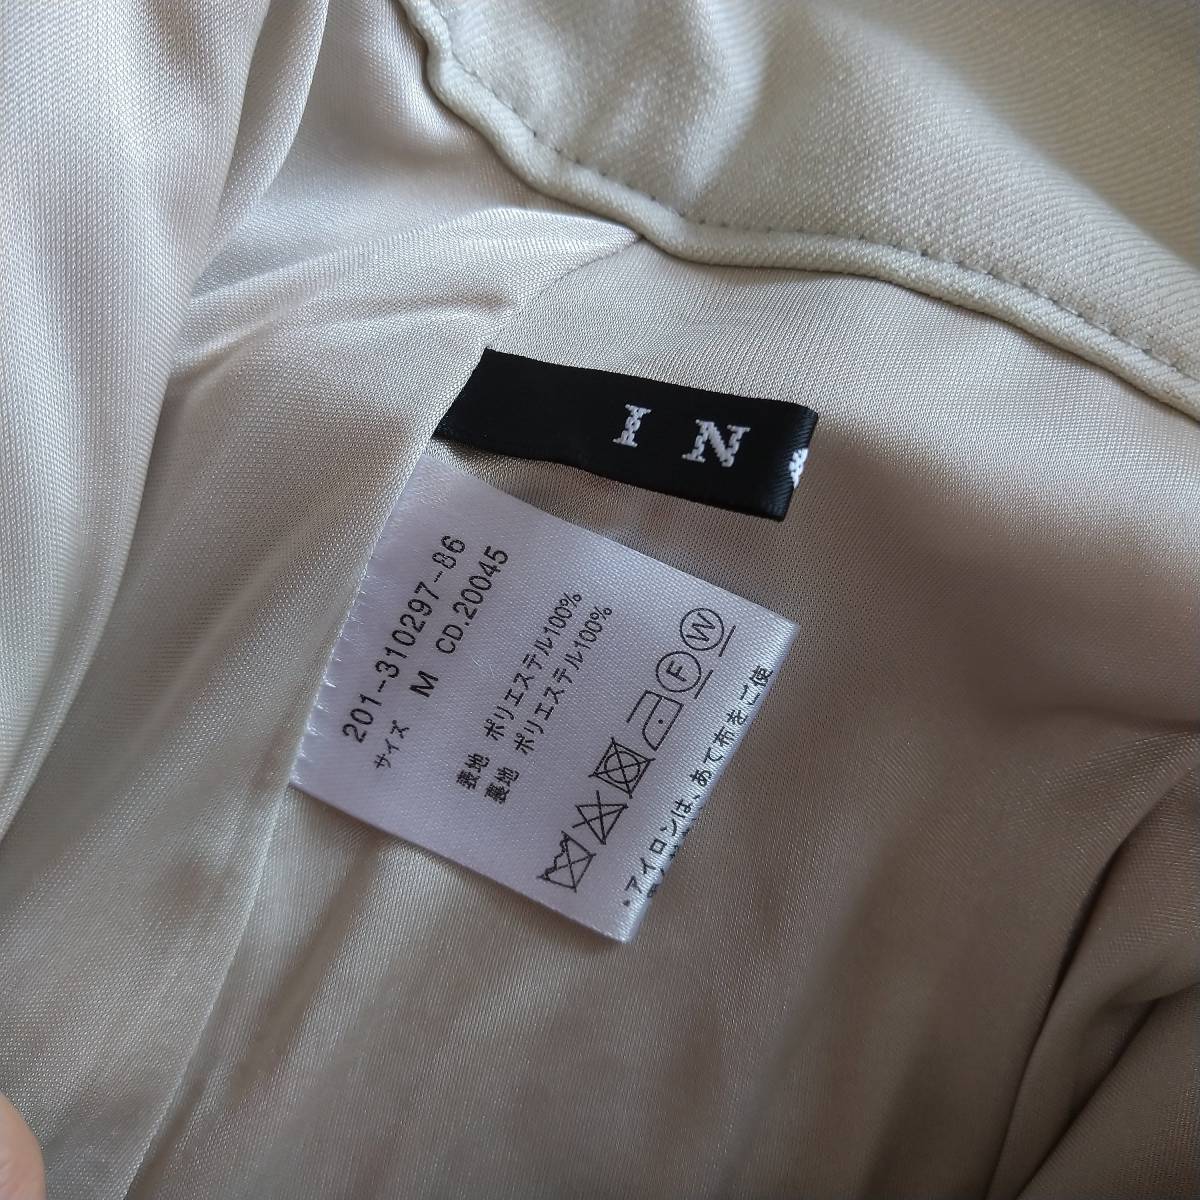 I N
201-310297-86
サイズ M CD.20045
表地 ポリエステル100%
裏地 ポリエステル100%
F W
・アイロンは、あて布をご使